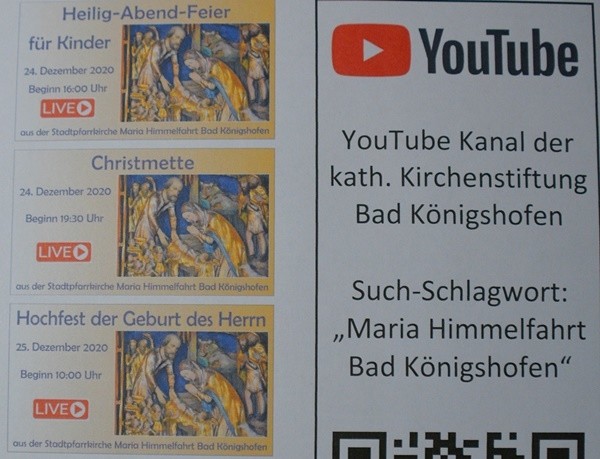 Heilig-Abend-Feier
für Kinder
24. Dezember 2020
Beginn 16:00 Uhr
LIVE
aus der Stadtpfarrkirche Maria Himmelfahrt Bad Königshofen
Christmette
24. Dezember 2020
Beginn 19:30 Uhr
LIVE
aus der Stadtpfarrkirche Maria Himmelfahrt Bad Königshofen
Hochfest der Geburt des Herrn
25. Dezember 2020
Beginn 10:00 Uhr
LIVE
aus der Stadtpfarrkirche Maria Himmelfahrt Bad Königshofen
YouTube
YouTube Kanal der
kath. Kirchenstiftung
Bad Königshofen
Such-Schlagwort:
„Maria Himmelfahrt
Bad Königshofen“